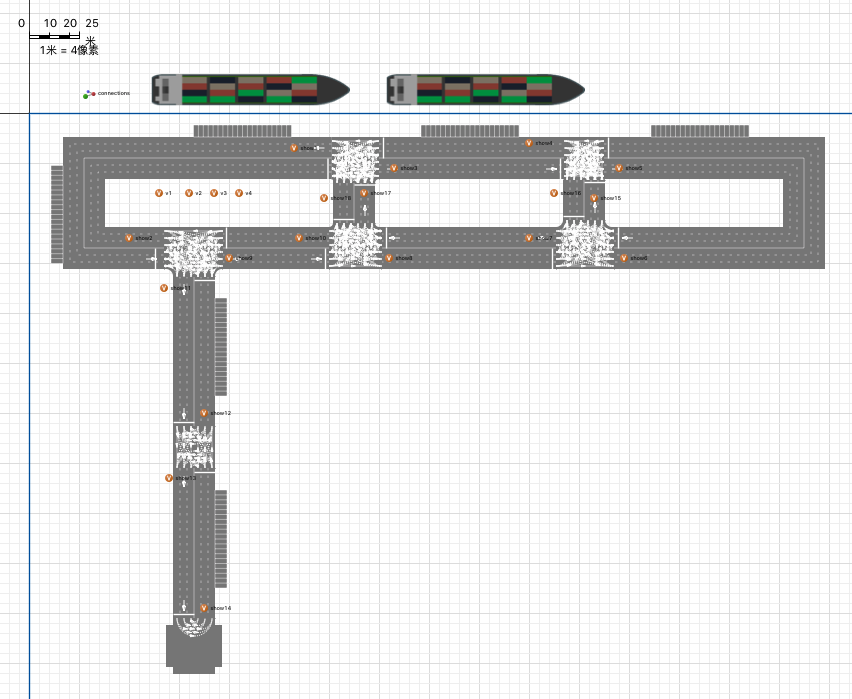 0 10 20 25
米
1米 = 4像素
connections
show4
show3
show5
v1 v2 v3 v4
show18
show17
show16
show15
show2
show10
show9
show8
show6
show11
show12
show13
show14